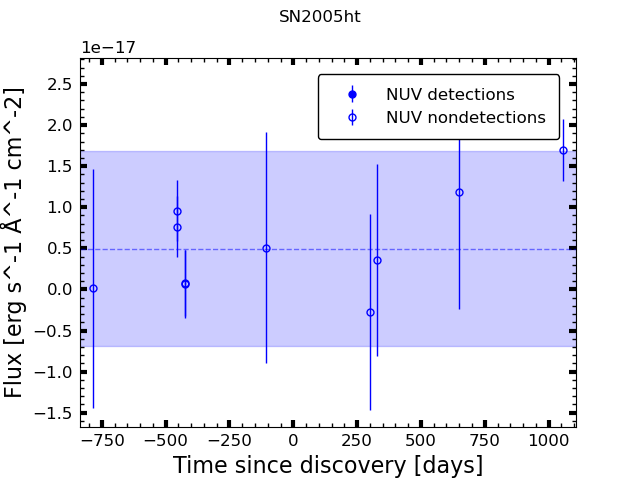 SN2005ht
1e−17
NUV detections
NUV nondetections
2.5
2.0
1.5
1.0
0.5
0.0
−0.5
−1.0
−1.5
Flux [erg s^-1 Å^-1 cm^-2]
−750 −500 −250 0 250 500 750 1000
Time since discovery [days]